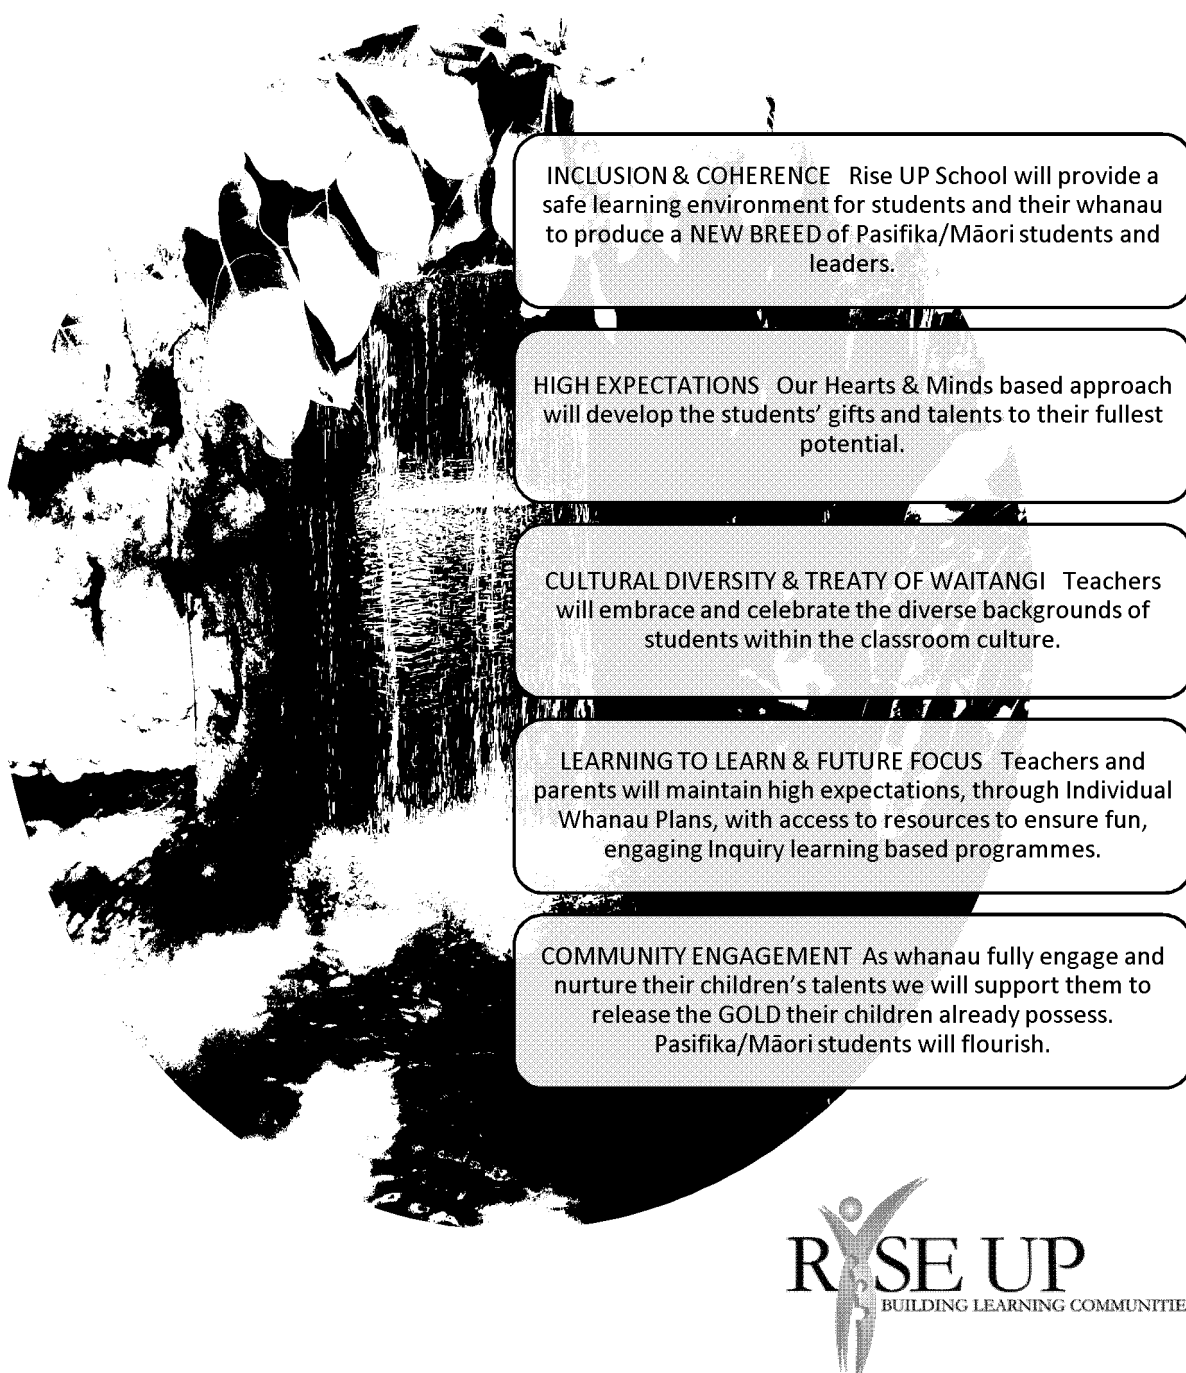 INCLUSION & COHERENCE Rise UP School will provide a
safe learning environment for students and their whanau
to produce a NEW BREED of Pasifika/Māori students and
leaders.
HIGH EXPECTATIONS Our Hearts & Minds based approach
will develop the students’ gifts and talents to their fullest
potential.
CULTURAL DIVERSITY & TREATY OF WAITANGI Teachers
will embrace and celebrate the diverse backgrounds of
students within the classroom culture.
LEARNING TO LEARN & FUTURE FOCUS Teachers and
parents will maintain high expectations, through Individual
Whanau Plans, with access to resources to ensure fun,
engaging Inquiry learning based programmes.
COMMUNITY ENGAGEMENT As whanau fully engage and
nurture their children’s talents we will support them to
release the GOLD their children already possess.
Pasifika/Māori students will flourish.
RISE UP
BUILDING LEARNING COMMUNITIE